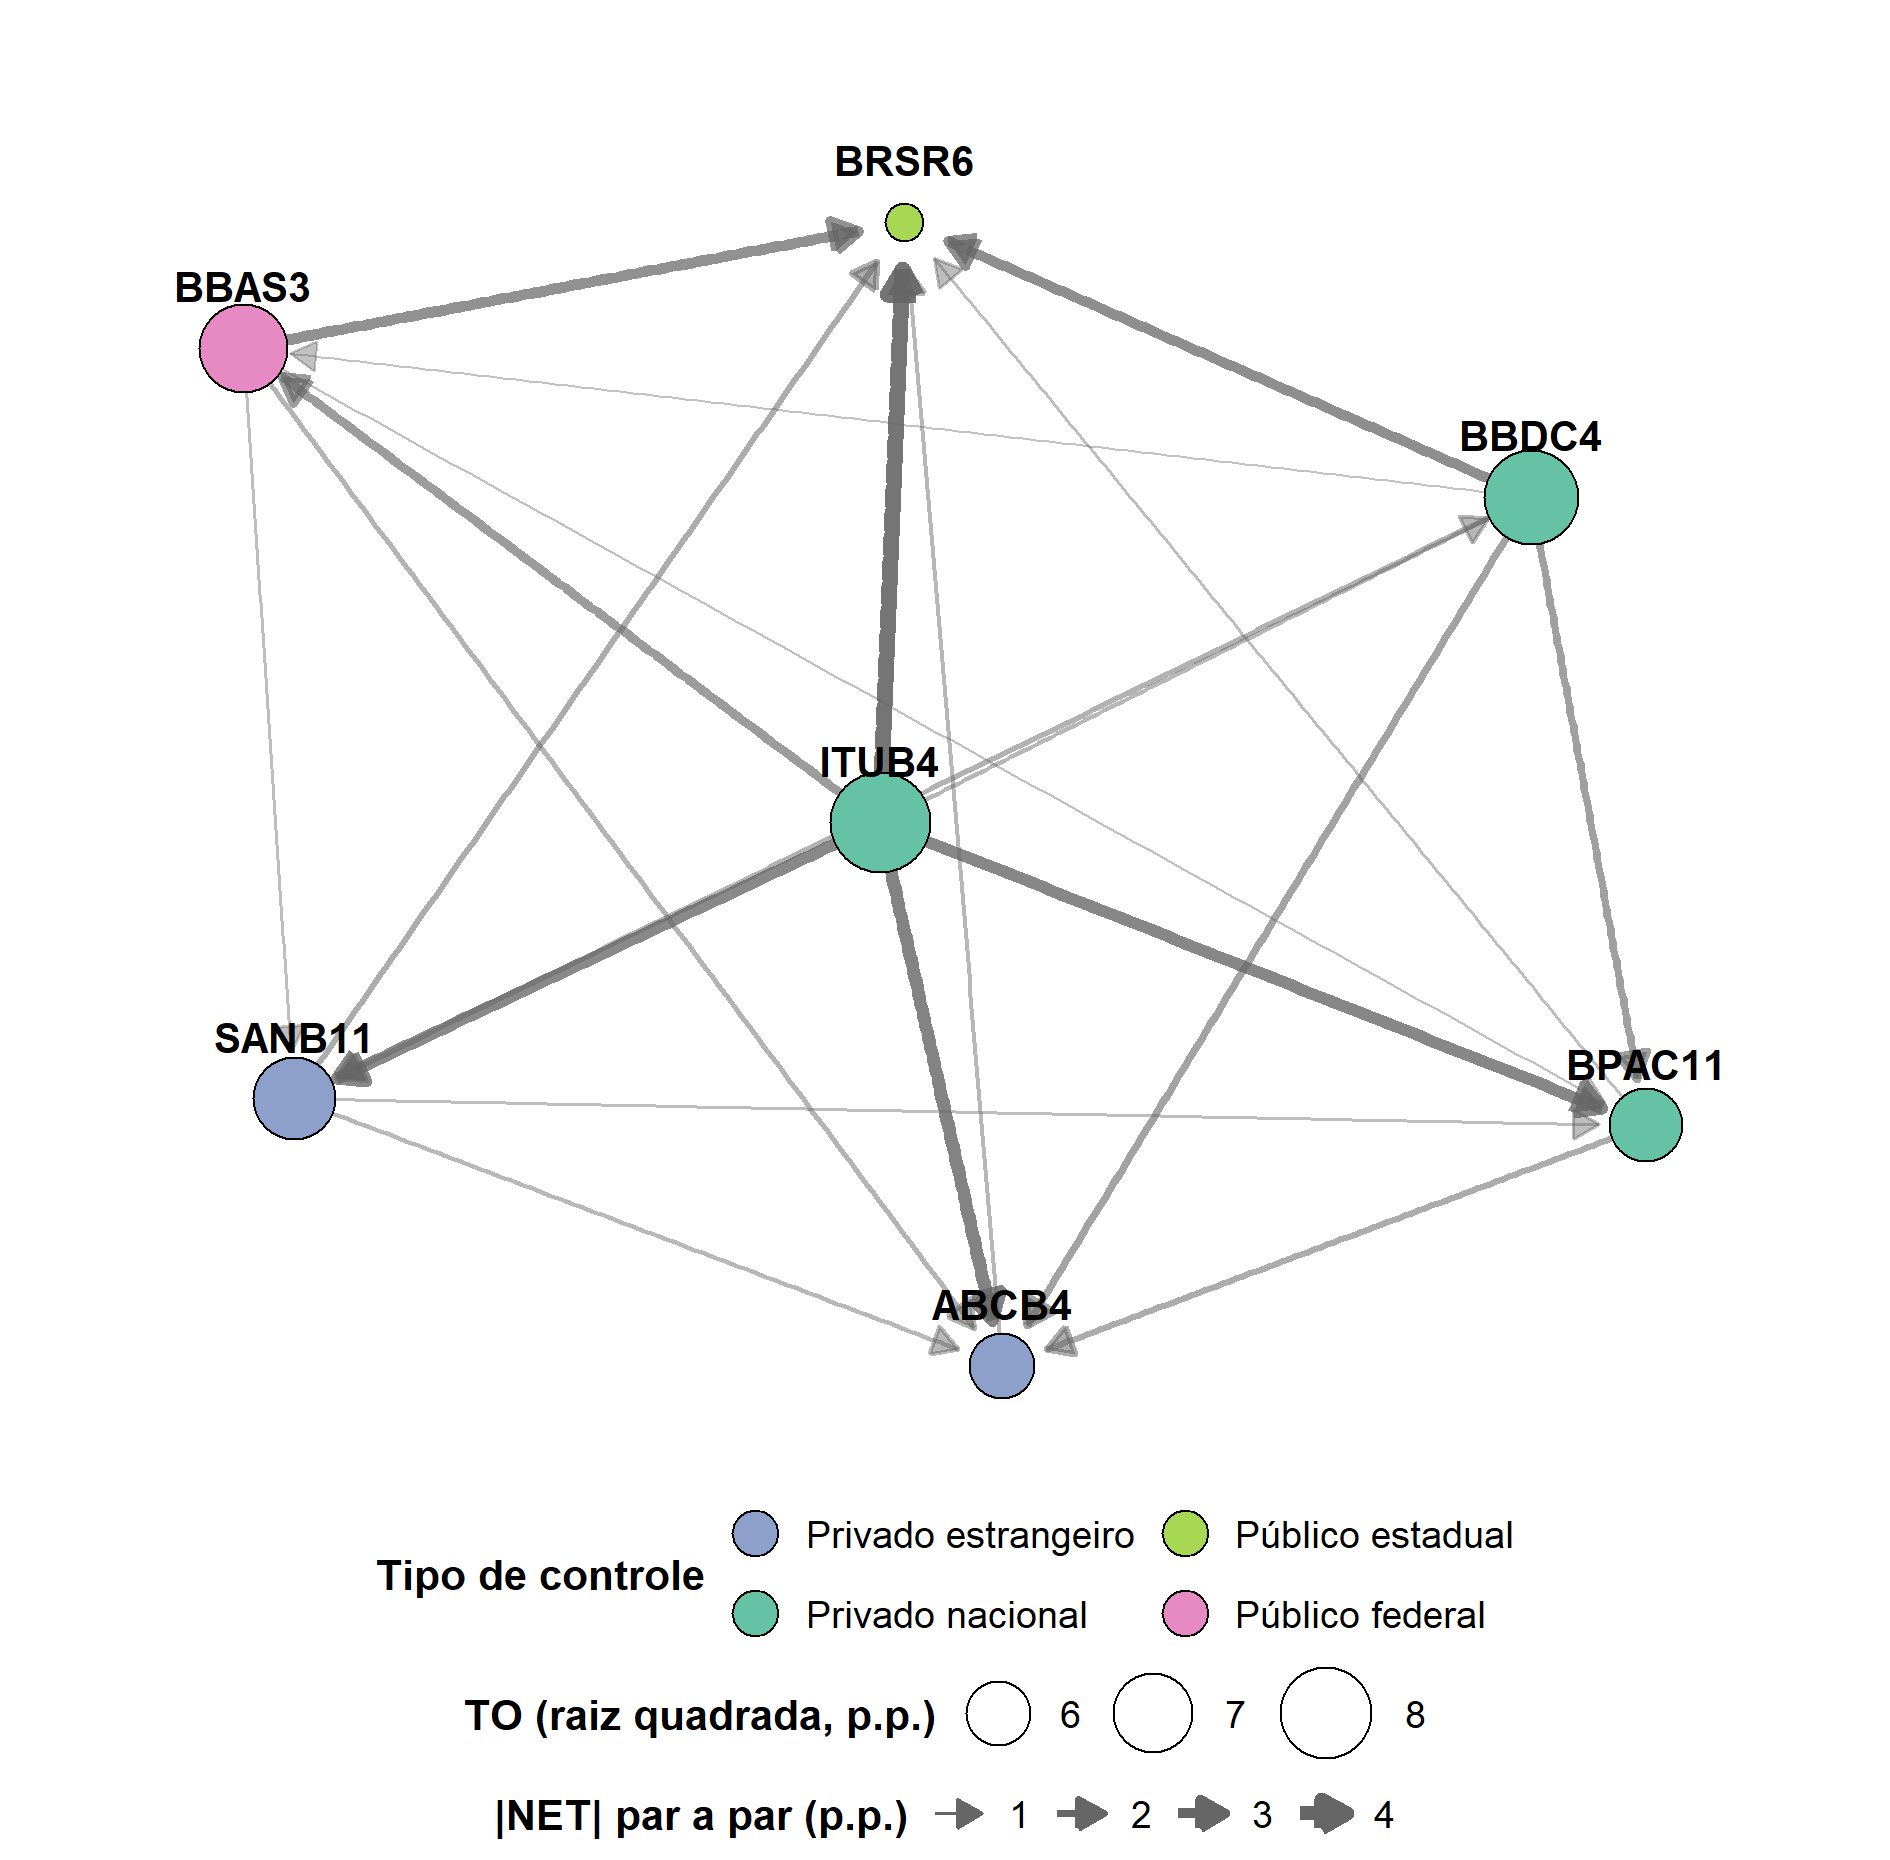 BRSR6
BBAS3
BBDC4
ITUB4
SANB11
BPAC11
ABCB4
Tipo de controle
Privado estrangeiro
Público estadual
Privado nacional
Público federal
TO (raiz quadrada, p.p.) 6 7 8
|NET| par a par (p.p.) 1 2 3 4